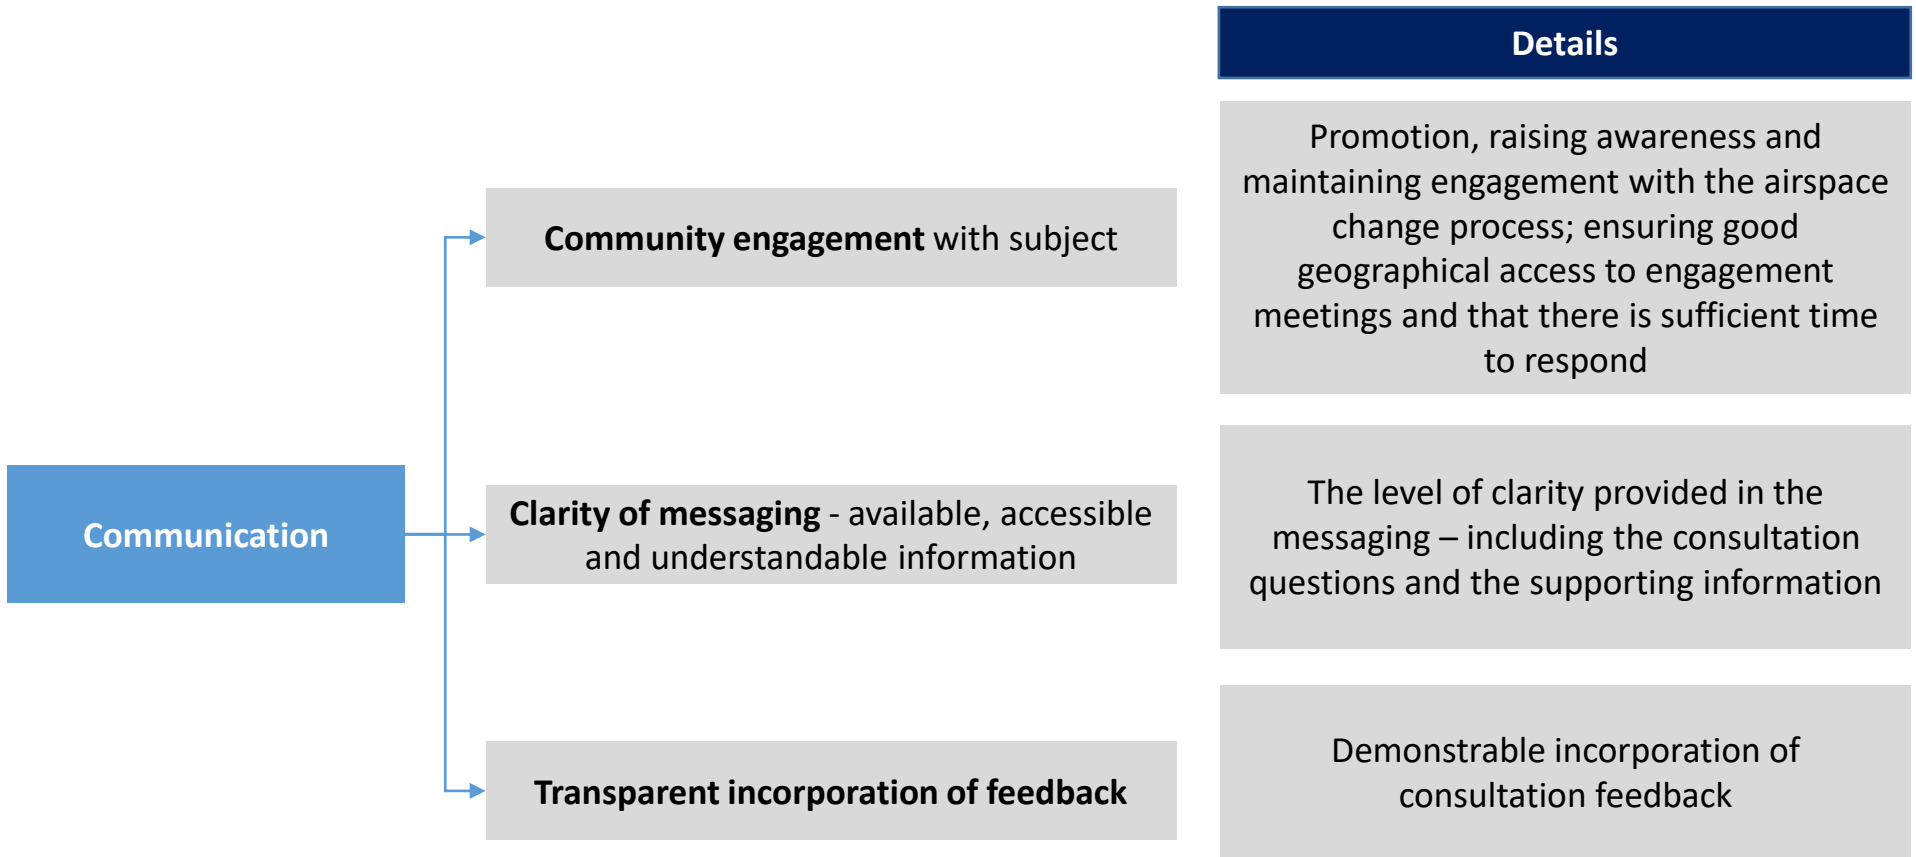 Details
Promotion, raising awareness and
maintaining engagement with the airspace
change process; ensuring good
geographical access to engagement
meetings and that there is sufficient time
to respond
Community engagement with subject
Communication
Clarity of messaging - available, accessible
and understandable information
The level of clarity provided in the
messaging – including the consultation
questions and the supporting information
Transparent incorporation of feedback
Demonstrable incorporation of
consultation feedback